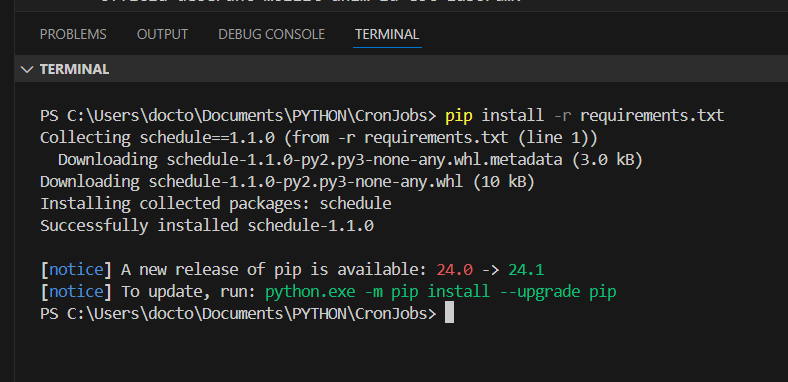 PROBLEMS OUTPUT DEBUG CONSOLE TERMINAL
TERMINAL
PS C:\Users\docto\Documents\PYTHON\CronJobs> pip install -r requirements.txt
Collecting schedule==1.1.0 (from -r requirements.txt (line 1))
  Downloading schedule-1.1.0-py2.py3-none-any.whl.metadata (3.0 kB)
Downloading schedule-1.1.0-py2.py3-none-any.whl (10 kB)
Installing collected packages: schedule
Successfully installed schedule-1.1.0
[notice] A new release of pip is available: 24.0 -> 24.1
[notice] To update, run: python.exe -m pip install --upgrade pip
PS C:\Users\docto\Documents\PYTHON\CronJobs>